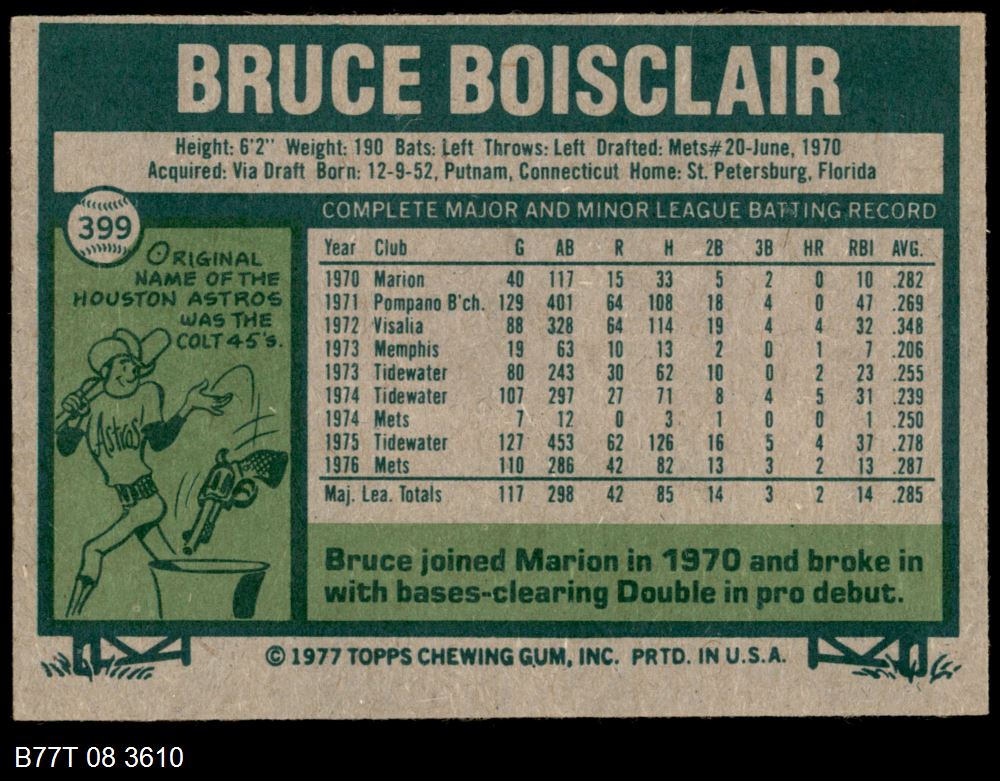 BRUCE BOISCLAIR
Height: 6'2" Weight: 190 Bats: Left Throws: Left Drafted: Mets#20-June, 1970
Acquired: Via Draft Born: 12-9-52, Putnam, Connecticut Home: St. Petersburg, Florida
399
ORIGINAL
NAME OF THE
HOUSTON ASTROS
WAS THE
COLT 45'S.
Astros
COMPLETE MAJOR AND MINOR LEAGUE BATTING RECORD
Year Club G AB R H 2B 3B HR RBI AVG.
1970 Marion 40 117 15 33 5 2 0 10 .282
1971 Pompano B'ch. 129 401 64 108 18 4 0 47 .269
1972 Visalia 88 328 64 114 19 4 4 32 .348
1973 Memphis 19 63 10 13 2 0 1 7 .206
1973 Tidewater 80 243 30 62 10 0 2 23 .255
1974 Tidewater 107 297 27 71 8 4 5 31 .239
1974 Mets 7 12 0 3 1 0 0 1 .250
1975 Tidewater 127 453 62 126 16 5 4 37 .278
1976 Mets 110 286 42 82 13 3 2 13 .287
Maj. Lea. Totals 117 298 42 85 14 3 2 14 .285
Bruce joined Marion in 1970 and broke in
with bases-clearing Double in pro debut.
© 1977 TOPPS CHEWING GUM, INC. PRTD. IN U.S.A.
B77T 08 3610